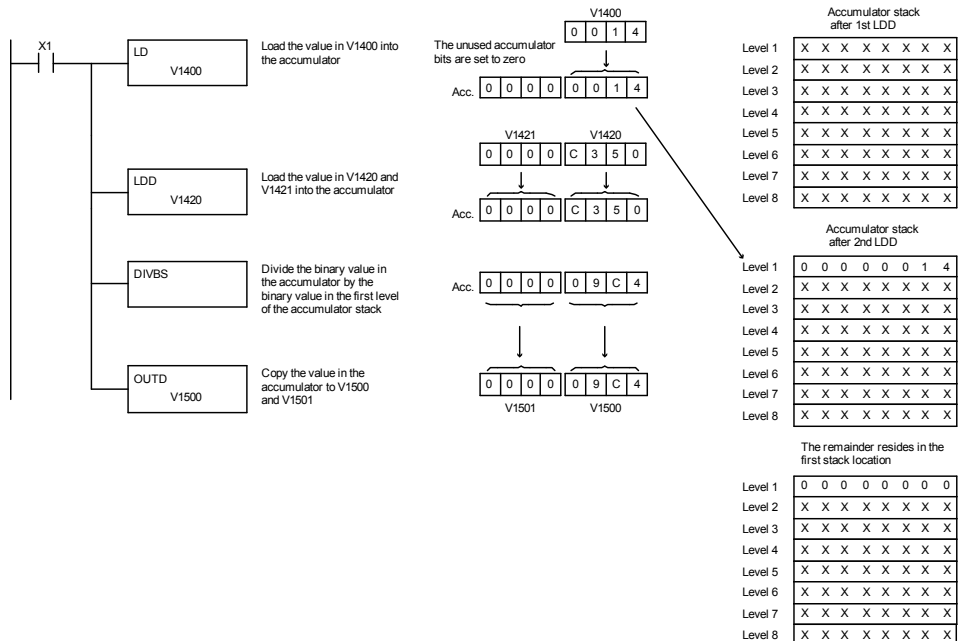 X1
LD
V1400
Load the value in V1400 into
the accumulator
LDD
V1420
Load the value in V1420 and
V1421 into the accumulator
DIVBS
Divide the binary value in
the accumulator by the
binary value in the first level
of the accumulator stack
OUTD
V1500
Copy the value in the
accumulator to V1500
and V1501
V1400
0 0 1 4
The unused accumulator
bits are set to zero
Acc. 0 0 0 0 0 0 1 4
V1421 V1420
0 0 0 0 C 3 5 0
Acc. 0 0 0 0 C 3 5 0
Acc. 0 0 0 0 0 9 C 4
0 0 0 0 0 9 C 4
V1501 V1500
Accumulator stack
after 1st LDD
Level 1 X X X X X X X X
Level 2 X X X X X X X X
Level 3 X X X X X X X X
Level 4 X X X X X X X X
Level 5 X X X X X X X X
Level 6 X X X X X X X X
Level 7 X X X X X X X X
Level 8 X X X X X X X X
Accumulator stack
after 2nd LDD
Level 1 0 0 0 0 0 0 1 4
Level 2 X X X X X X X X
Level 3 X X X X X X X X
Level 4 X X X X X X X X
Level 5 X X X X X X X X
Level 6 X X X X X X X X
Level 7 X X X X X X X X
Level 8 X X X X X X X X
The remainder resides in the
first stack location
Level 1 0 0 0 0 0 0 0 0
Level 2 X X X X X X X X
Level 3 X X X X X X X X
Level 4 X X X X X X X X
Level 5 X X X X X X X X
Level 6 X X X X X X X X
Level 7 X X X X X X X X
Level 8 X X X X X X X X